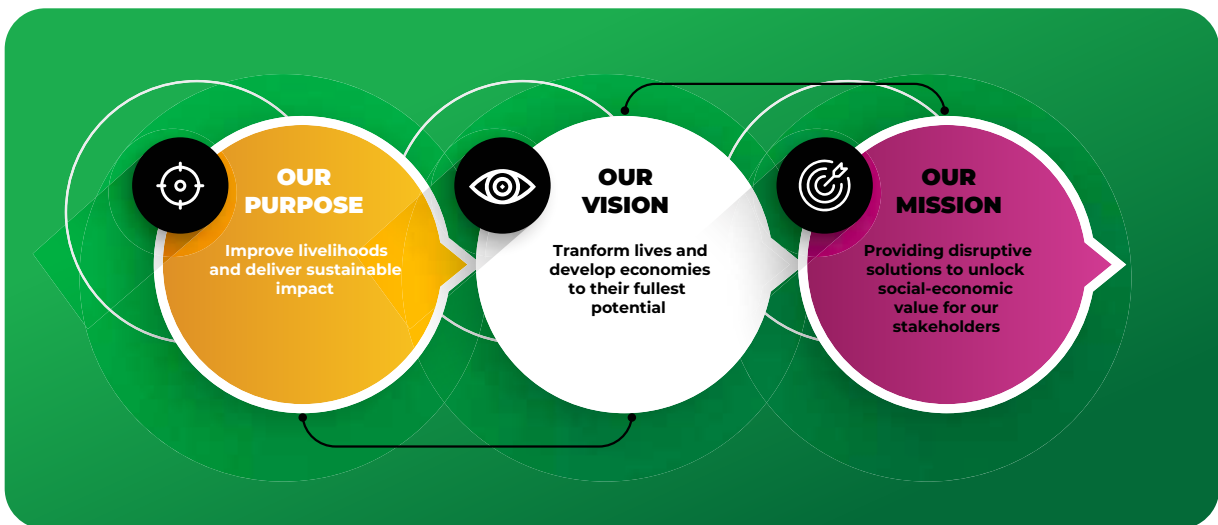 OUR
PURPOSE
Improve livelihoods
and deliver sustainable
impact
OUR
VISION
Tranform lives and
develop economies
to their fullest
potential
OUR
MISSION
Providing disruptive
solutions to unlock
social-economic
value for our
stakeholders